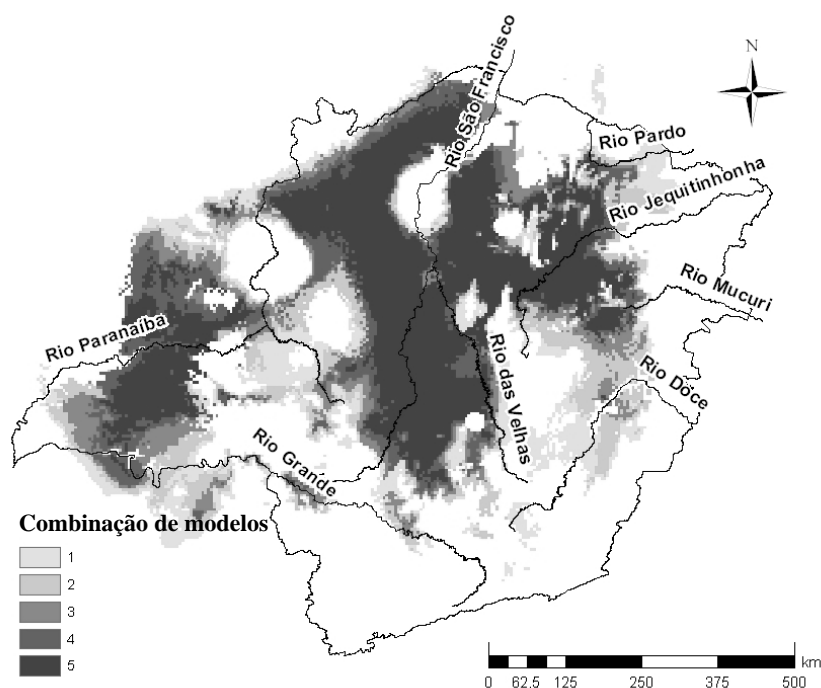 N
Rio São Francisco
Rio Pardo
Rio Jequitinhonha
Rio Mucuri
Rio Paranaíba
Rio das Velhas
Rio Doce
Rio Grande
Combinação de modelos
1
2
3
4
5
km
0 62.5 125 250 375 500